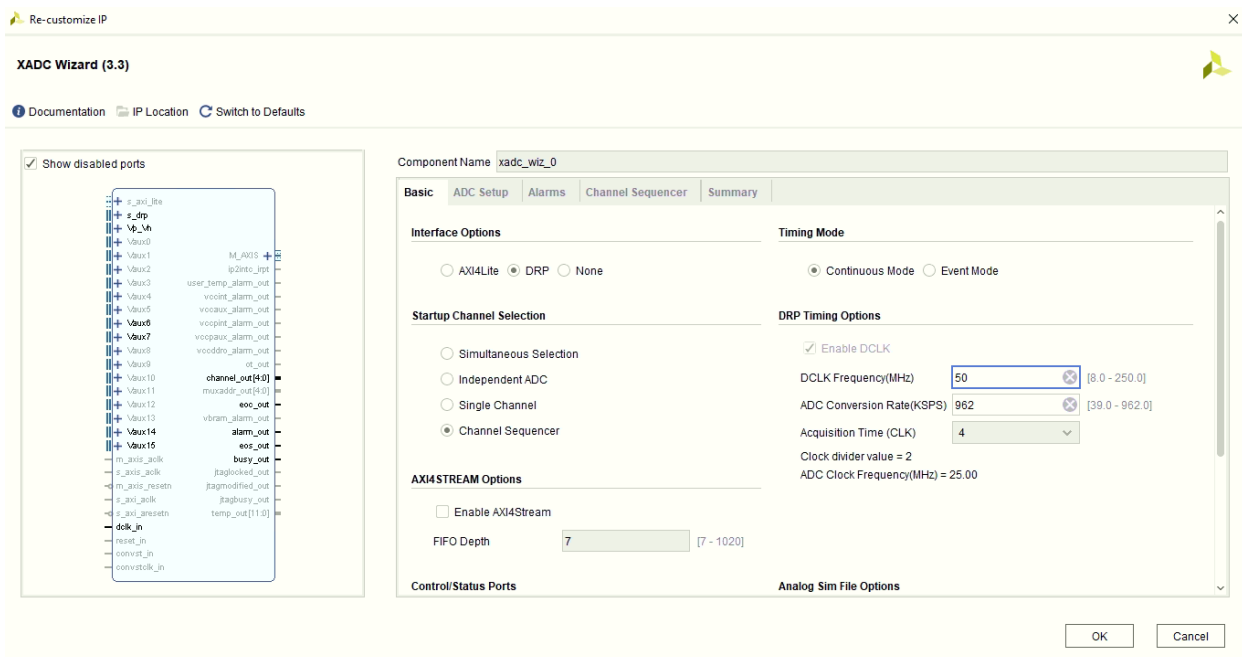 Re-customize IP
XADC Wizard (3.3)
Documentation IP Location Switch to Defaults
Show disabled ports
s_axi_lite
s_drp
Vp_Vn
Vaux0
Vaux1
Vaux2
Vaux3
Vaux4
Vaux5
Vaux6
Vaux7
Vaux8
Vaux9
Vaux10
Vaux11
Vaux12
Vaux13
Vaux14
Vaux15
m_axis_aclk
s_axis_aclk
m_axis_resetn
s_axi_aclk
s_axi_aresetn
dclk_in
reset_in
convst_in
convstclk_in
M_AXIS
ip2intc_irpt
user_temp_alarm_out
vccint_alarm_out
vccaux_alarm_out
vccpint_alarm_out
vccpaux_alarm_out
vccddro_alarm_out
ot_out
channel_out[4:0]
muxaddr_out[4:0]
eoc_out
vbram_alarm_out
alarm_out
eos_out
busy_out
jtaglocked_out
jtagmodified_out
jtagbusy_out
temp_out[11:0]
Component Name xadc_wiz_0
Basic ADC Setup Alarms Channel Sequencer Summary
Interface Options
AXI4Lite DRP None
Startup Channel Selection
Simultaneous Selection
Independent ADC
Single Channel
Channel Sequencer
AXI4STREAM Options
Enable AXI4Stream
FIFO Depth 7 [7 - 1020]
Control/Status Ports
Timing Mode
Continuous Mode Event Mode
DRP Timing Options
Enable DCLK
DCLK Frequency(MHz) 50 [8.0 - 250.0]
ADC Conversion Rate(KSPS) 962 [39.0 - 962.0]
Acquisition Time (CLK) 4
Clock divider value = 2
ADC Clock Frequency(MHz) = 25.00
Analog Sim File Options
OK Cancel